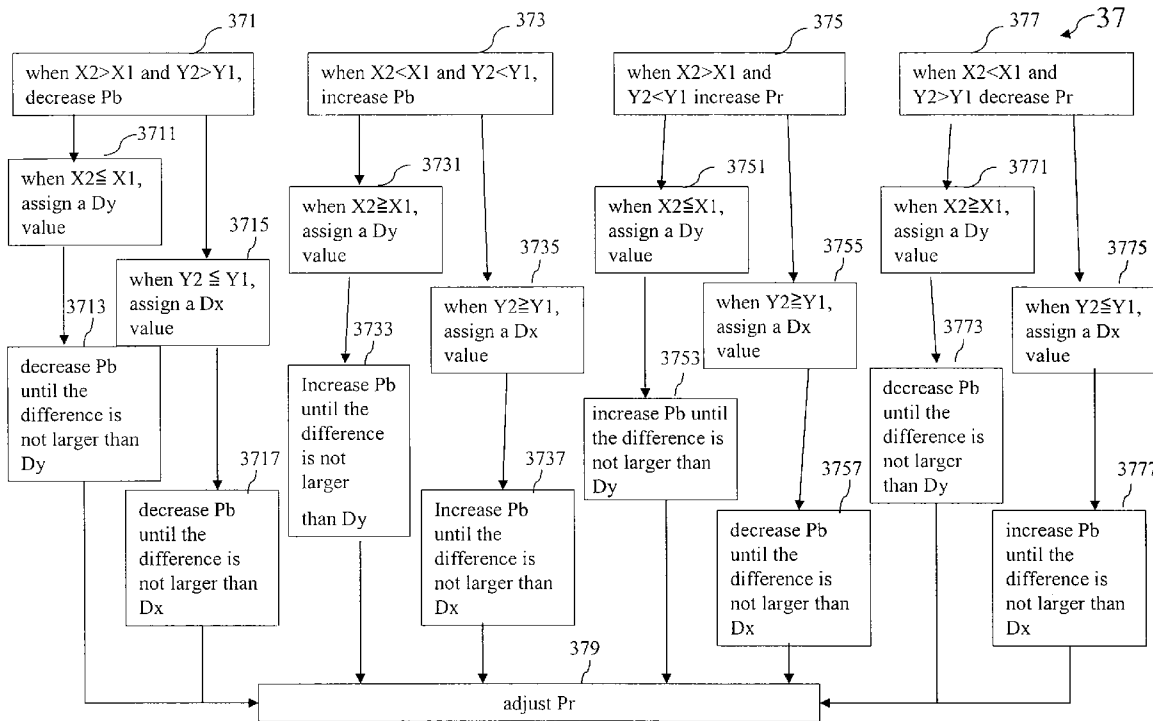 371
373
375
377
37
when X2>X1 and Y2>Y1,
decrease Pb
when X2<X1 and Y2<Y1,
increase Pb
when X2>X1 and
Y2<Y1 increase Pr
when X2<X1 and
Y2>Y1 decrease Pr
3711
when X2≦ X1,
assign a Dy
value
3715
when Y2 ≦ Y1,
assign a Dx
value
3713
decrease Pb
until the
difference is
not larger than
Dy
3717
decrease Pb
until the
difference is
not larger than
Dx
3731
when X2≧X1,
assign a Dy
value
3735
when Y2≧Y1,
assign a Dx
value
3733
Increase Pb
until the
difference
is not
larger
than Dy
3737
Increase Pb
until the
difference is
not larger than
Dx
3751
when X2≦X1,
assign a Dy
value
3755
when Y2≧Y1,
assign a Dx
value
3753
increase Pb until
the difference is
not larger than
Dy
3757
decrease Pb
until the
difference is
not larger than
Dx
3771
when X2≧X1,
assign a Dy
value
3775
when Y2≦Y1,
assign a Dx
value
3773
decrease Pb
until the
difference is
not larger
than Dy
3777
increase Pb
until the
difference is
not larger than
Dx
379
adjust Pr